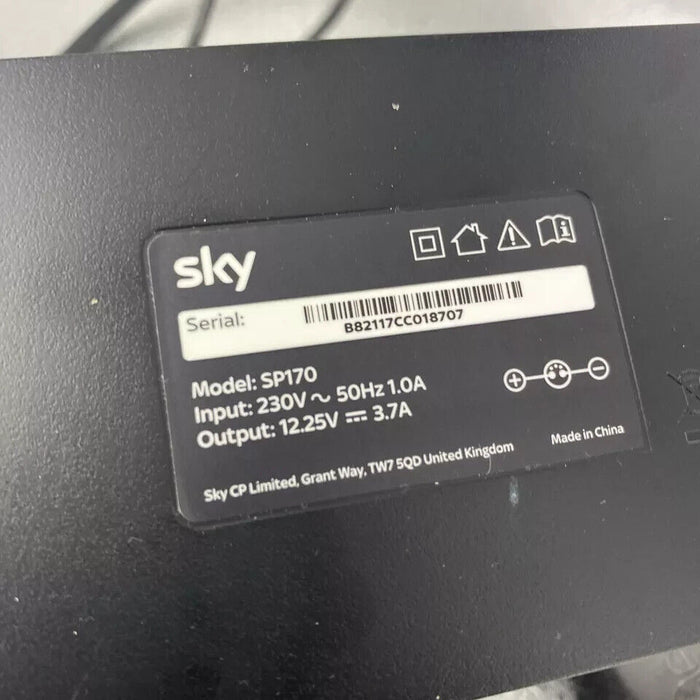 sky
Serial:
B82117CC018707
Model: SP170
Input: 230V ~ 50Hz 1.0A
Output: 12.25V ⎓ 3.7A
Sky CP Limited, Grant Way, TW7 5QD United Kingdom
Made in China